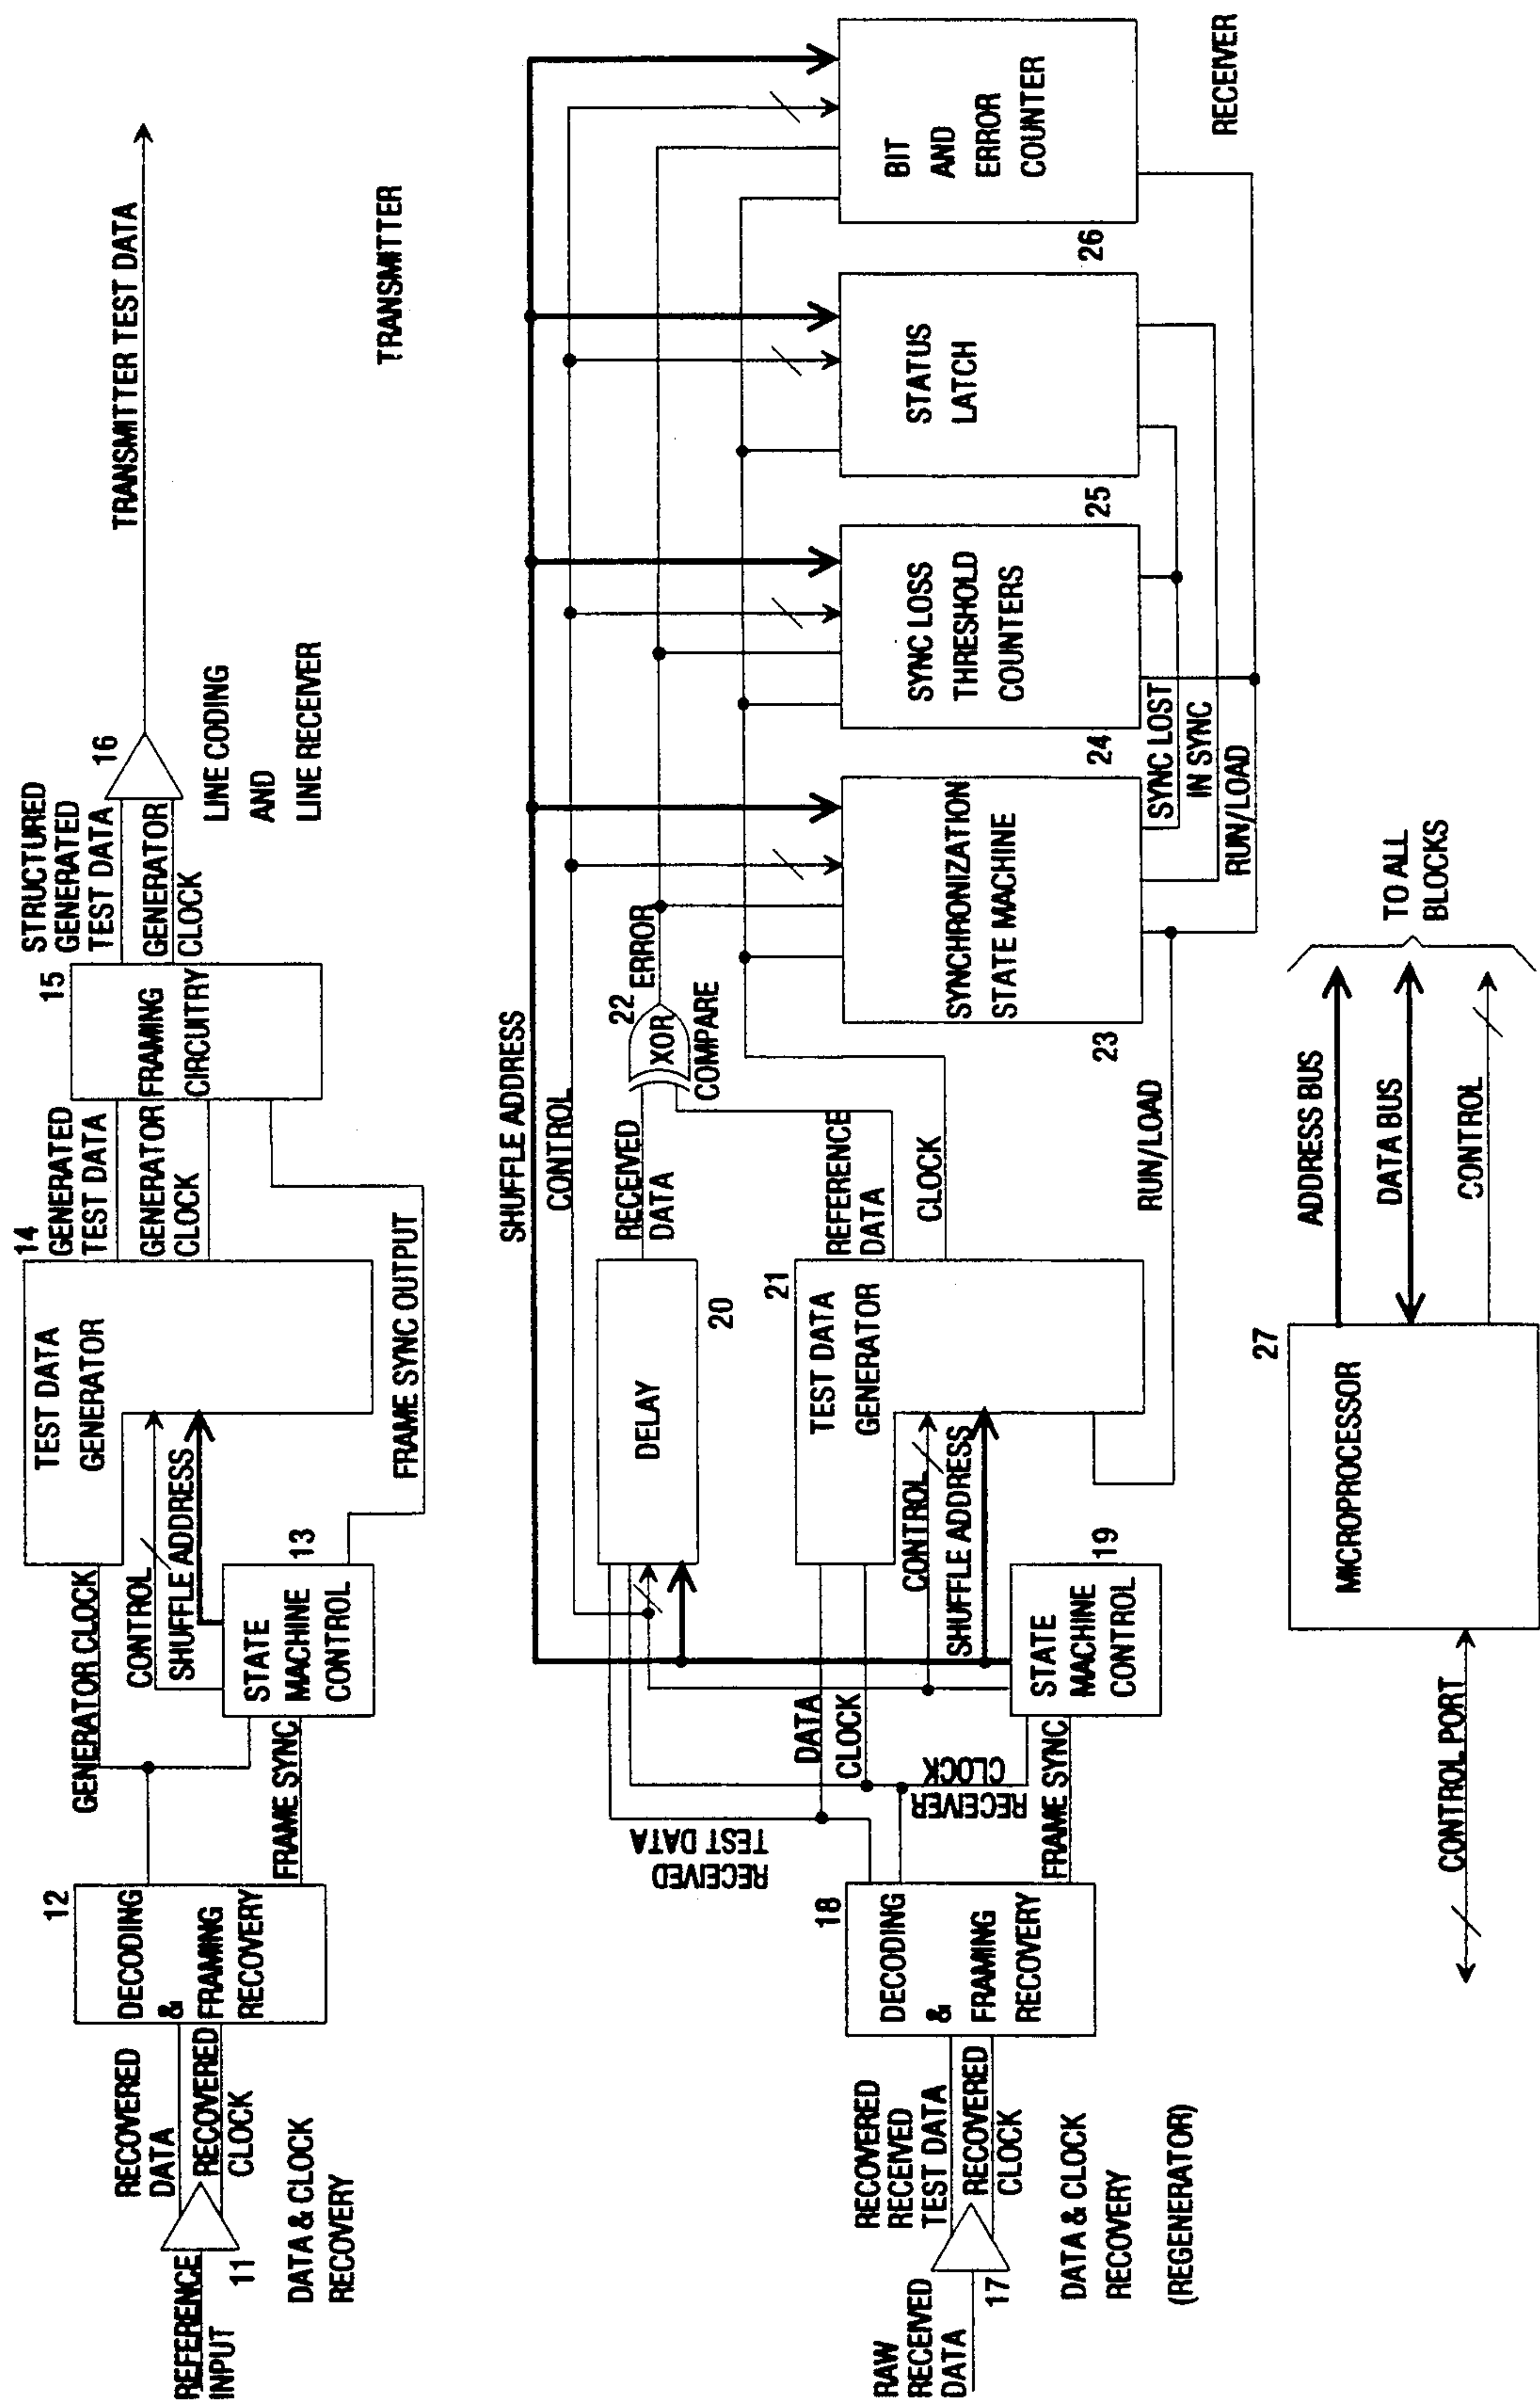 REFERENCE
INPUT
11
DATA & CLOCK
RECOVERY
RECOVERED
DATA
RECOVERED
CLOCK
12
DECODING
&
FRAMING
RECOVERY
GENERATOR CLOCK
FRAME SYNC
CONTROL
SHUFFLE ADDRESS
STATE
MACHINE
CONTROL
13
TEST DATA
GENERATOR
14
FRAME SYNC OUTPUT
GENERATED
TEST DATA
GENERATOR
CLOCK
15
FRAMING
CIRCUITRY
STRUCTURED
GENERATED
TEST DATA
GENERATOR
CLOCK
16
LINE CODING
AND
LINE RECEIVER
TRANSMITTER TEST DATA
TRANSMITTER
RAW
RECEIVED
DATA
17
DATA & CLOCK
RECOVERY
(REGENERATOR)
RECOVERED
RECEIVED
TEST DATA
RECOVERED
CLOCK
18
DECODING
&
FRAMING
RECOVERY
RECEIVED
TEST DATA
RECEIVER
CLOCK
FRAME SYNC
DATA
CLOCK
STATE
MACHINE
CONTROL
19
CONTROL
SHUFFLE ADDRESS
DELAY
20
TEST DATA
GENERATOR
21
SHUFFLE ADDRESS
CONTROL
RECEIVED
DATA
REFERENCE
DATA
CLOCK
RUN/LOAD
22
XOR
COMPARE
ERROR
SYNCHRONIZATION
STATE MACHINE
23
SYNC LOST
IN SYNC
RUN/LOAD
SYNC LOSS
THRESHOLD
COUNTERS
24
STATUS
LATCH
25
BIT
AND
ERROR
COUNTER
26
RECEIVER
CONTROL PORT
MICROPROCESSOR
27
ADDRESS BUS
DATA BUS
CONTROL
TO ALL
BLOCKS